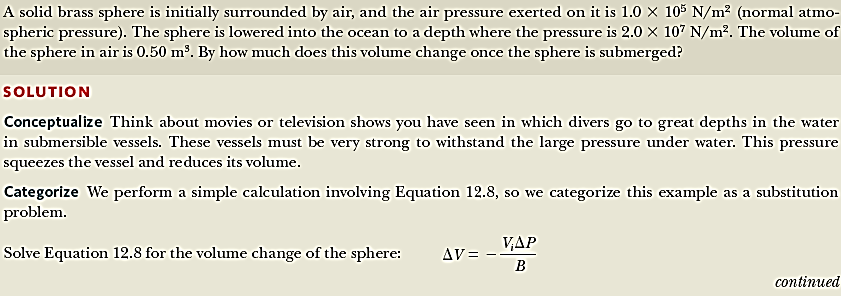 A solid brass sphere is initially surrounded by air, and the air pressure exerted on it is 1.0 × 10⁵ N/m² (normal atmo-
spheric pressure). The sphere is lowered into the ocean to a depth where the pressure is 2.0 × 10⁷ N/m². The volume of
the sphere in air is 0.50 m³. By how much does this volume change once the sphere is submerged?
SOLUTION
Conceptualize Think about movies or television shows you have seen in which divers go to great depths in the water
in submersible vessels. These vessels must be very strong to withstand the large pressure under water. This pressure
squeezes the vessel and reduces its volume.
Categorize We perform a simple calculation involving Equation 12.8, so we categorize this example as a substitution
problem.
Solve Equation 12.8 for the volume change of the sphere: ΔV = − VᵢΔP / B
continued